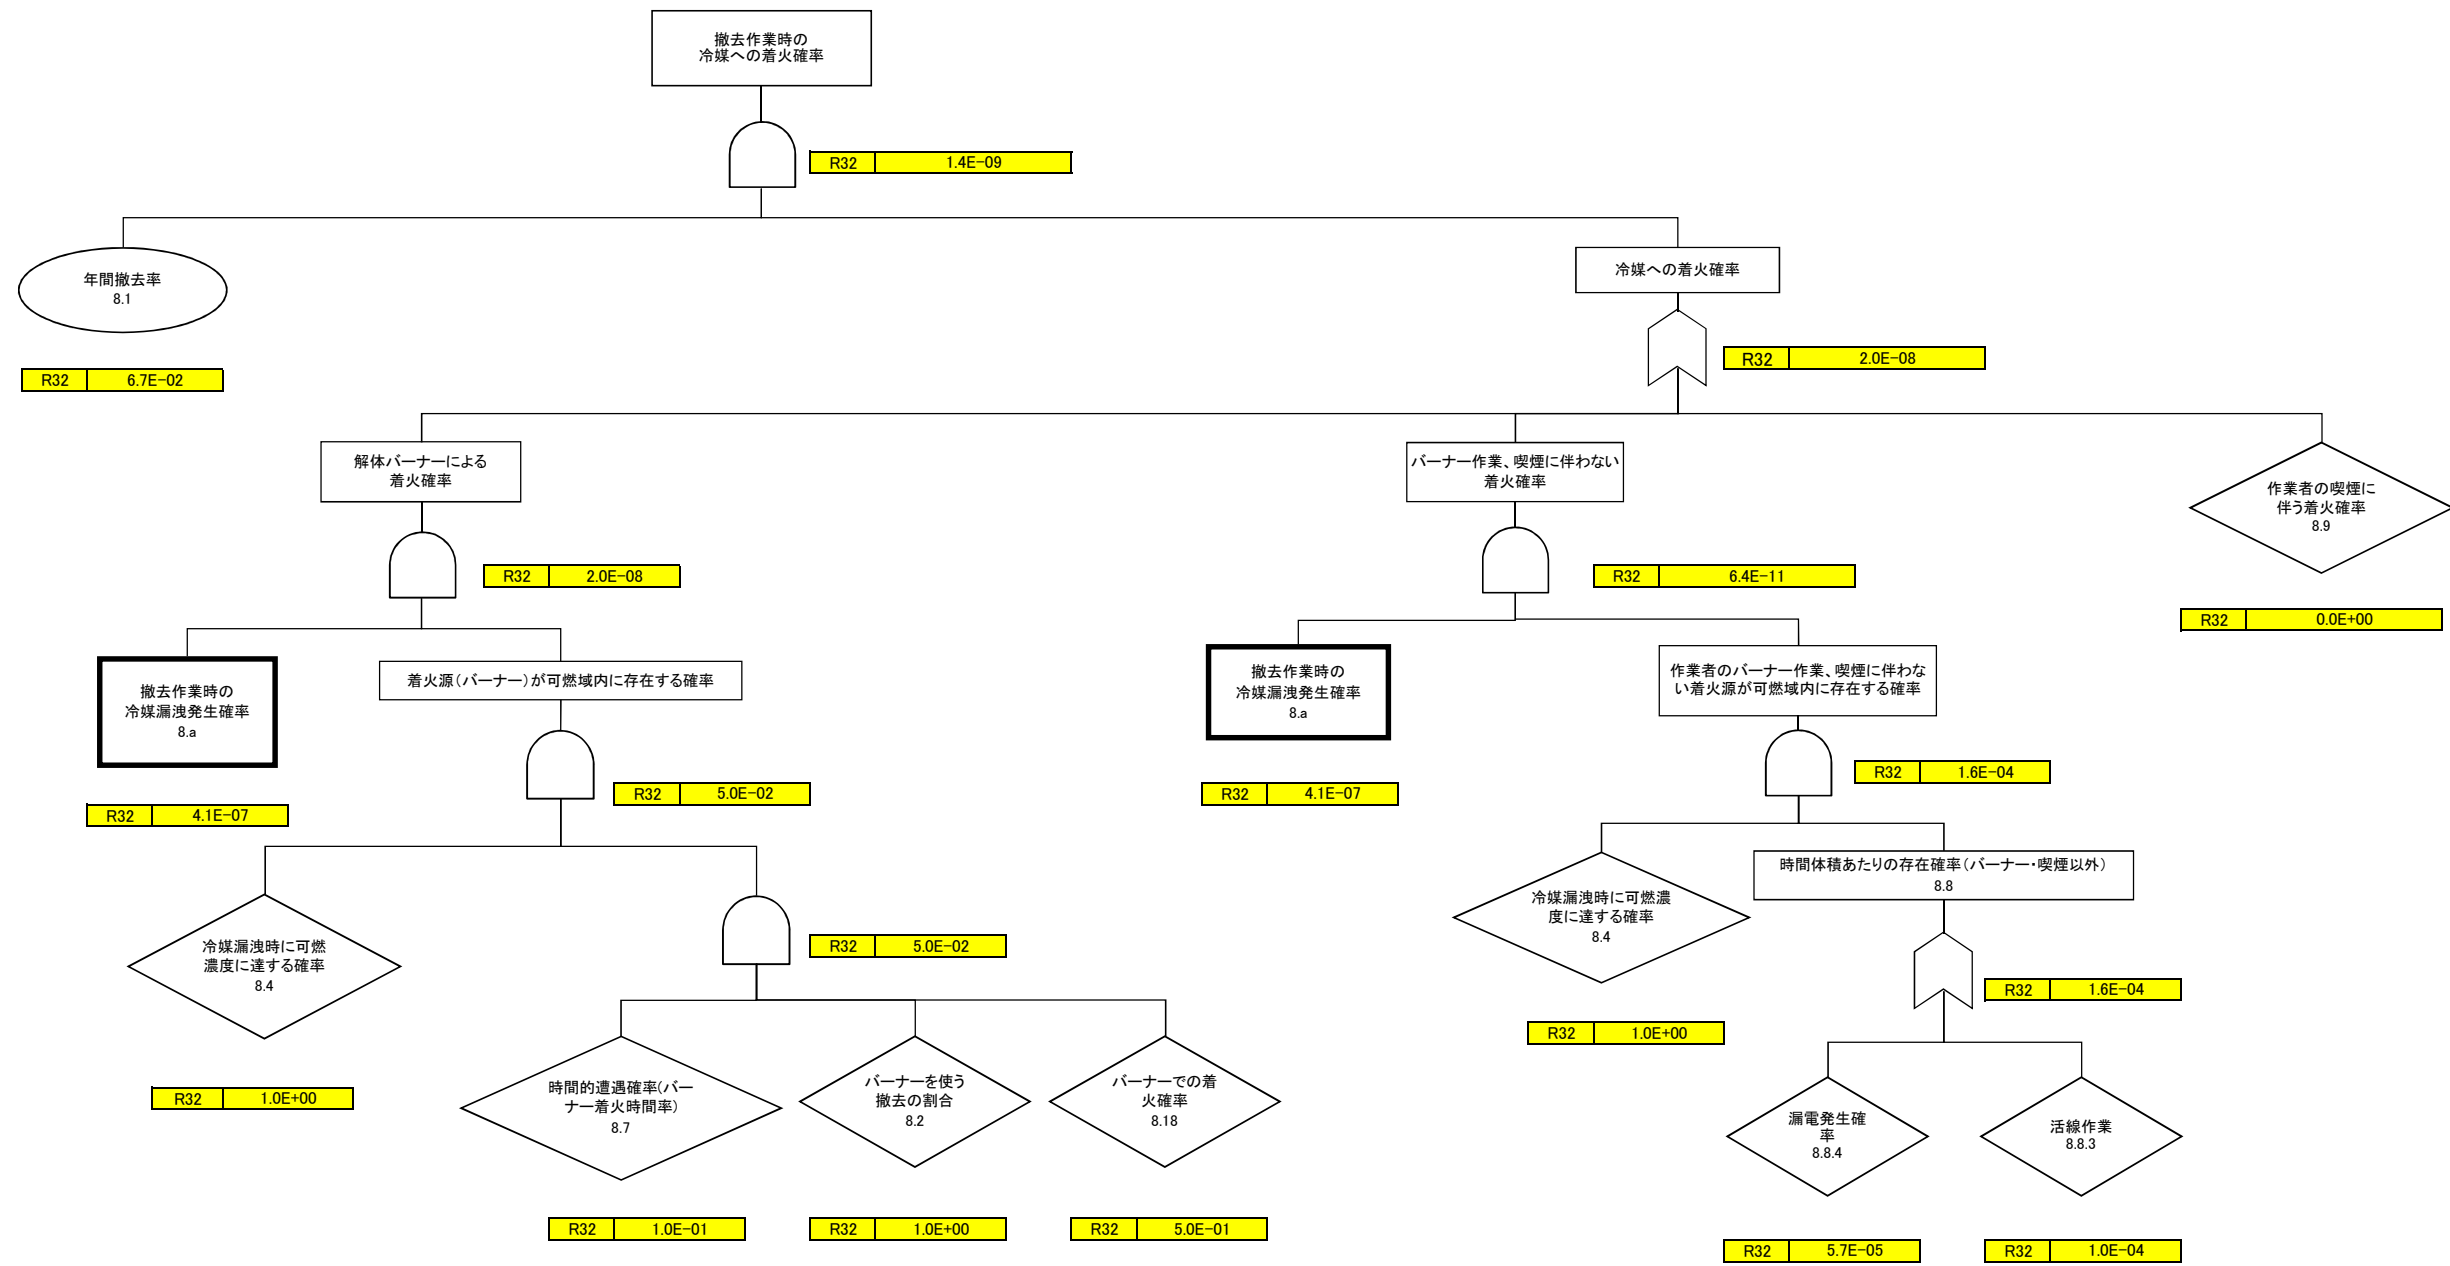 撤去作業時の
冷媒への着火確率
R32 1.4E-09
年間撤去率
8.1
R32 6.7E-02
冷媒への着火確率
R32 2.0E-08
解体バーナーによる
着火確率
R32 2.0E-08
バーナー作業、喫煙に伴わない
着火確率
R32 6.4E-11
作業者の喫煙に
伴う着火確率
8.9
R32 0.0E+00
撤去作業時の
冷媒漏洩発生確率
8.a
R32 4.1E-07
着火源(バーナー)が可燃域内に存在する確率
R32 5.0E-02
撤去作業時の
冷媒漏洩発生確率
8.a
R32 4.1E-07
作業者のバーナー作業、喫煙に伴わな
い着火源が可燃域内に存在する確率
R32 1.6E-04
冷媒漏洩時に可燃
濃度に達する確率
8.4
R32 1.0E+00
R32 5.0E-02
時間的遭遇確率(バー
ナー着火時間率)
8.7
R32 1.0E-01
バーナーを使う
撤去の割合
8.2
R32 1.0E+00
バーナーでの着
火確率
8.18
R32 5.0E-01
冷媒漏洩時に可燃濃
度に達する確率
8.4
R32 1.0E+00
時間体積あたりの存在確率(バーナー・喫煙以外)
8.8
R32 1.6E-04
漏電発生確
率
8.8.4
R32 5.7E-05
活線作業
8.8.3
R32 1.0E-04